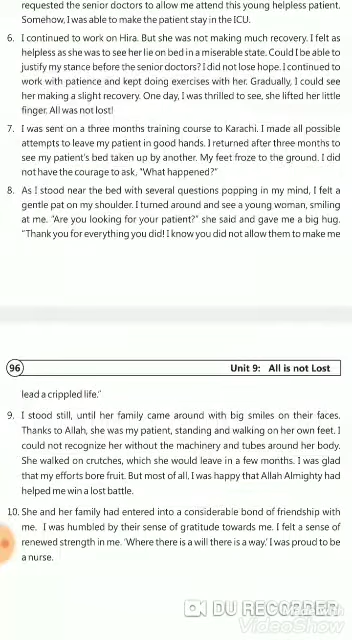 requested the senior doctors to allow me attend this young helpless patient.
Somehow, I was able to make the patient stay in the ICU.
6. I continued to work on Hira. But she was not making much recovery. I felt as
helpless as she was to see her lie on bed in a miserable state. Could I be able to
justify my stance before the senior doctors? I did not lose hope. I continued to
work with patience and kept doing exercises with her. Gradually, I could see
her making a slight recovery. One day, I was thrilled to see, she lifted her little
finger. All was not lost!
7. I was sent on a three months training course to Karachi. I made all possible
attempts to leave my patient in good hands. I returned after three months to
see my patient's bed taken up by another. My feet froze to the ground. I did
not have the courage to ask, "What happened?"
8. As I stood near the bed with several questions popping in my mind, I felt a
gentle pat on my shoulder. I turned around and see a young woman, smiling
at me. "Are you looking for your patient?" she said and gave me a big hug.
"Thank you for everything you did! I know you did not allow them to make me
96 Unit 9: All is not Lost
lead a crippled life."
9. I stood still, until her family came around with big smiles on their faces.
Thanks to Allah, she was my patient, standing and walking on her own feet. I
could not recognize her without the machinery and tubes around her body.
She walked on crutches, which she would leave in a few months. I was glad
that my efforts bore fruit. But most of all, I was happy that Allah Almighty had
helped me win a lost battle.
10. She and her family had entered into a considerable bond of friendship with
me. I was humbled by their sense of gratitude towards me. I felt a sense of
renewed strength in me. 'Where there is a will there is a way.' I was proud to be
a nurse.
DU RECORDER
VideoShow